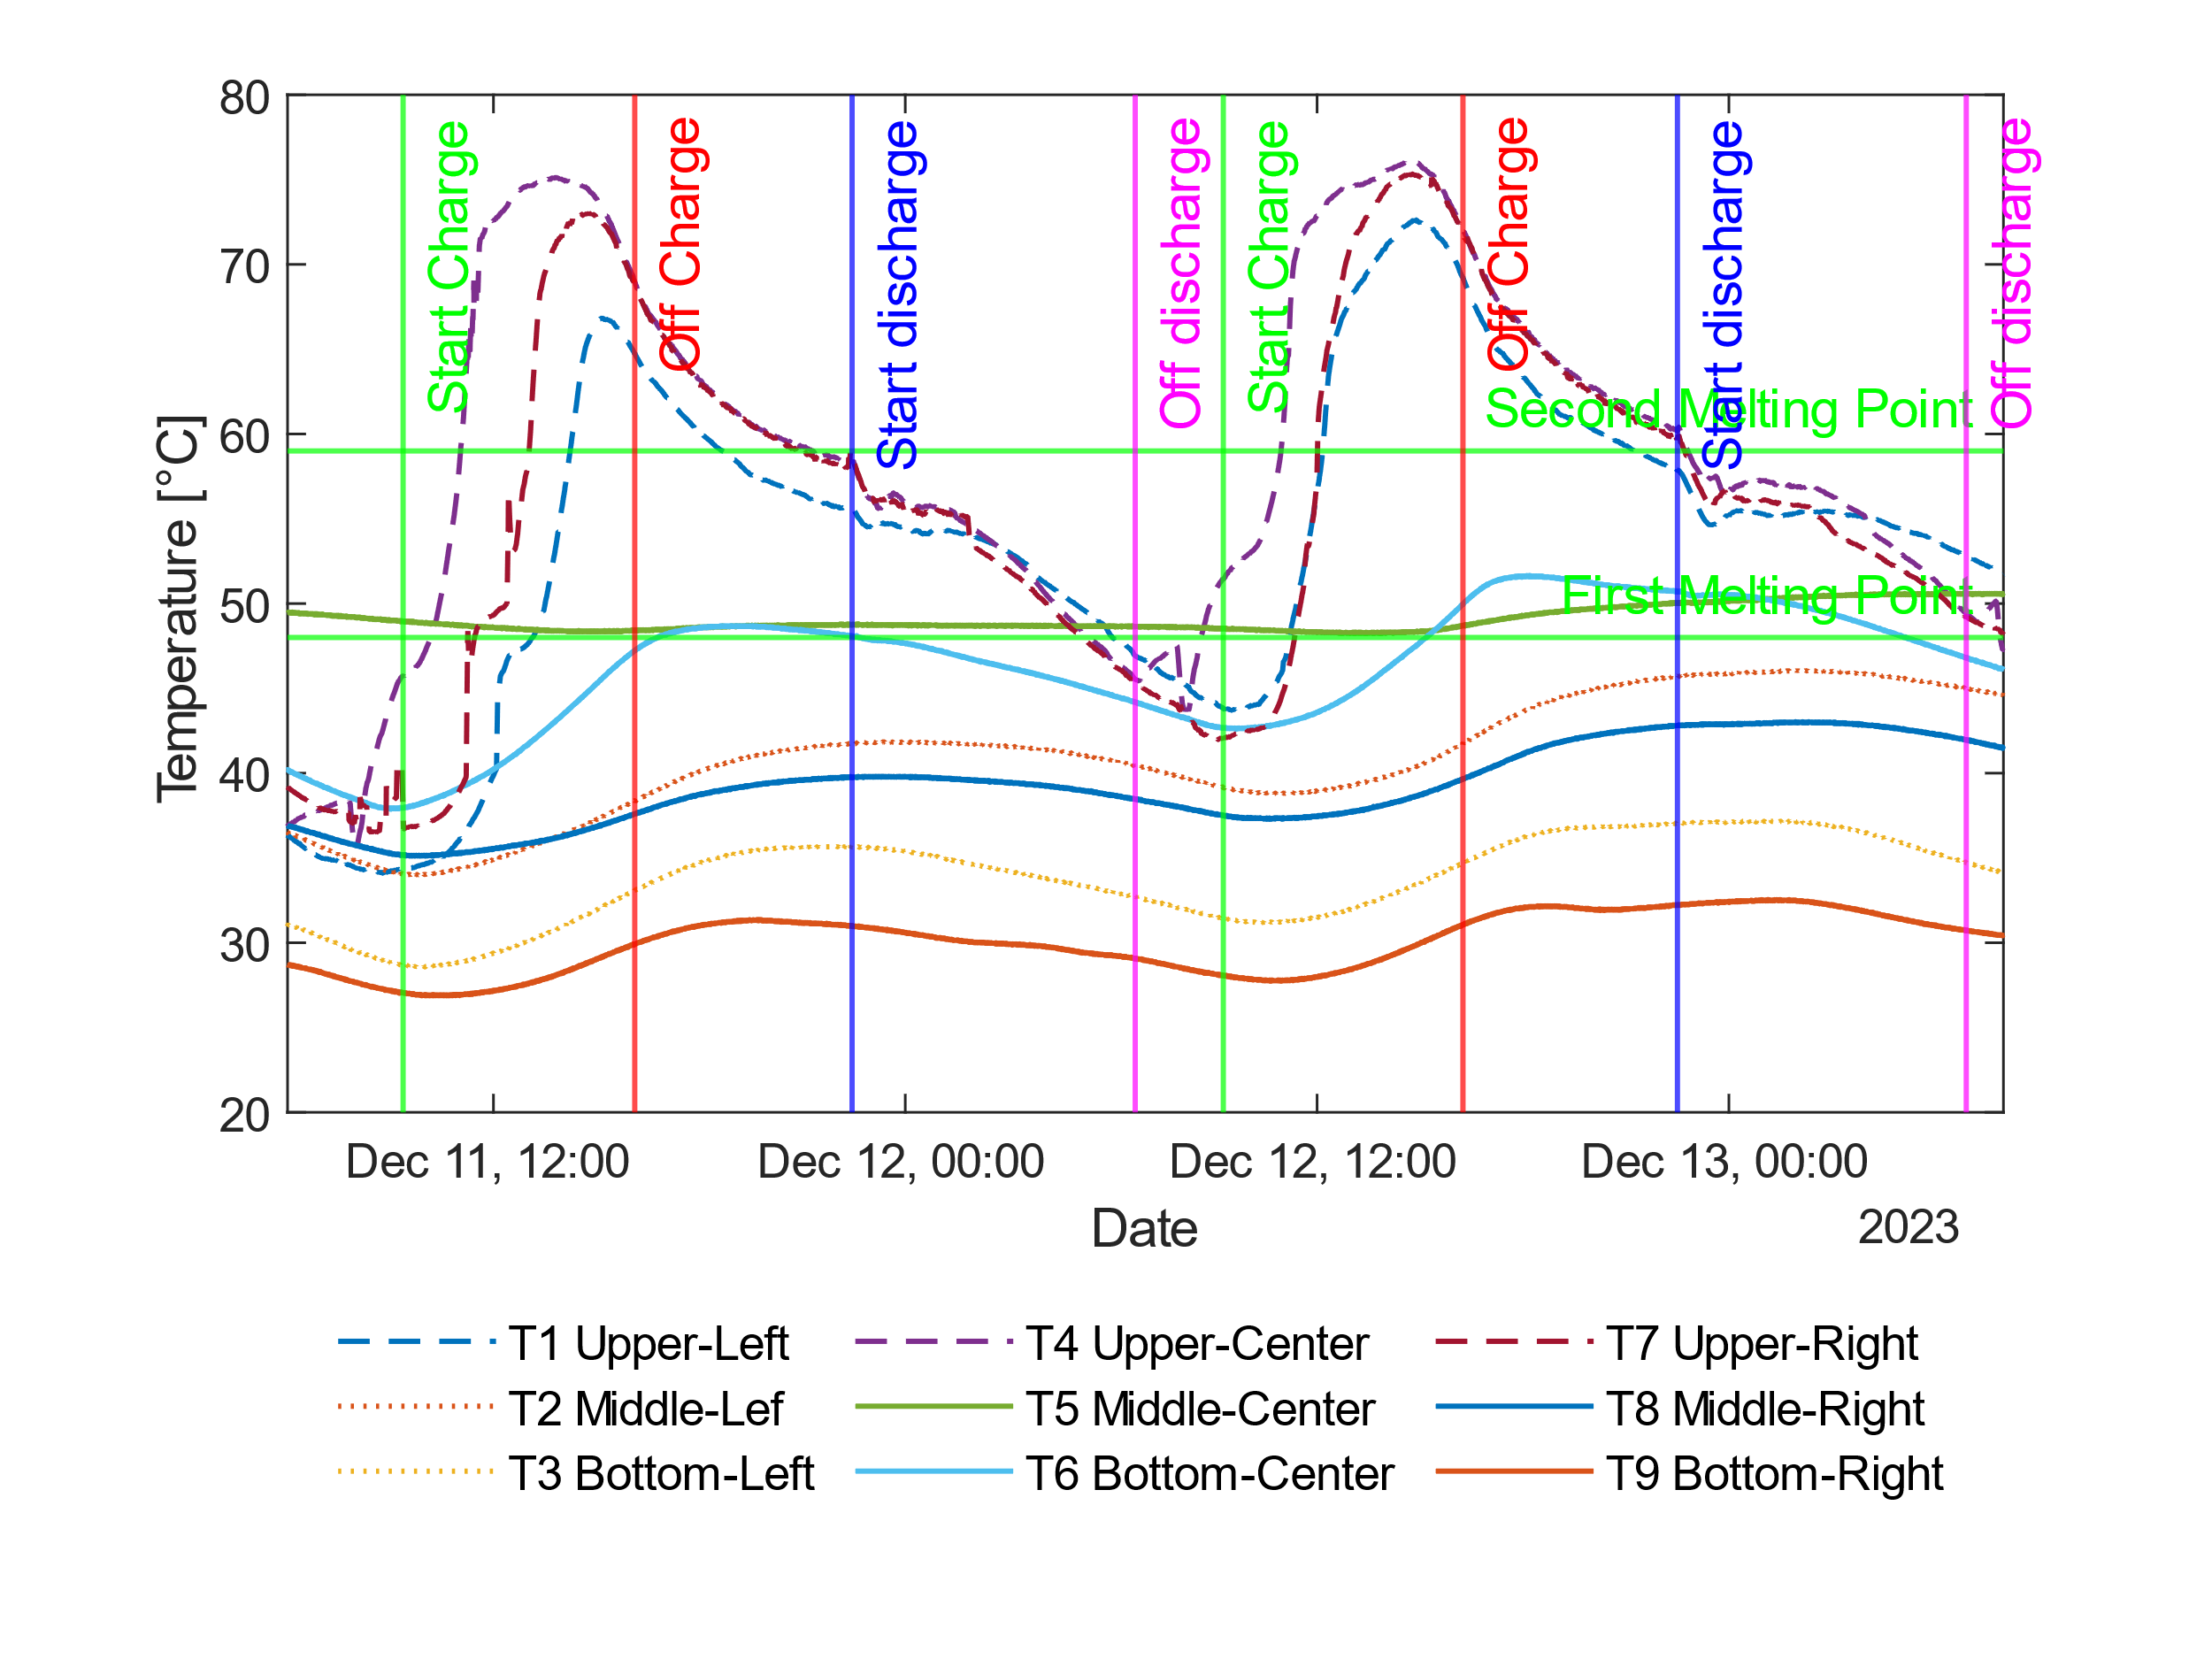 80
70
60
50
40
30
20
Temperature [°C]
Start Charge
Off Charge
Start discharge
Off discharge
Start Charge
Off Charge
Start discharge
Off discharge
Second Melting Point
First Melting Point
Dec 11, 12:00
Dec 12, 00:00
Dec 12, 12:00
Dec 13, 00:00
Date
2023
T1 Upper-Left
T2 Middle-Lef
T3 Bottom-Left
T4 Upper-Center
T5 Middle-Center
T6 Bottom-Center
T7 Upper-Right
T8 Middle-Right
T9 Bottom-Right